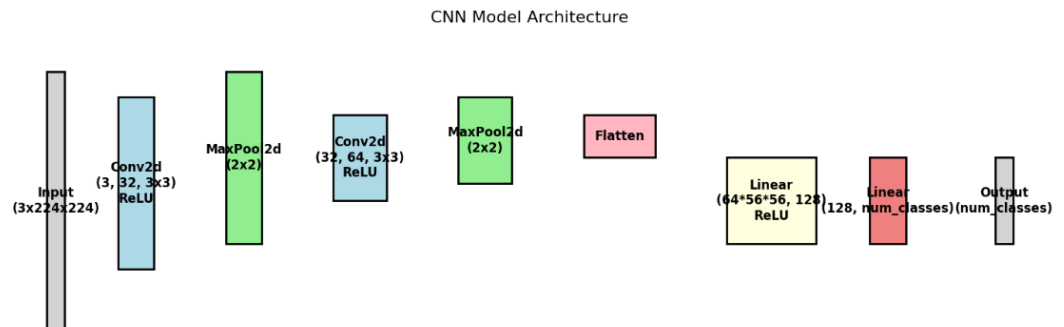 CNN Model Architecture
Input
(3x224x224)
Conv2d
(3, 32, 3x3)
ReLU
MaxPool2d
(2x2)
Conv2d
(32, 64, 3x3)
ReLU
MaxPool2d
(2x2)
Flatten
Linear
(64*56*56, 128)
ReLU
Linear
(128, num_classes)
Output
(num_classes)